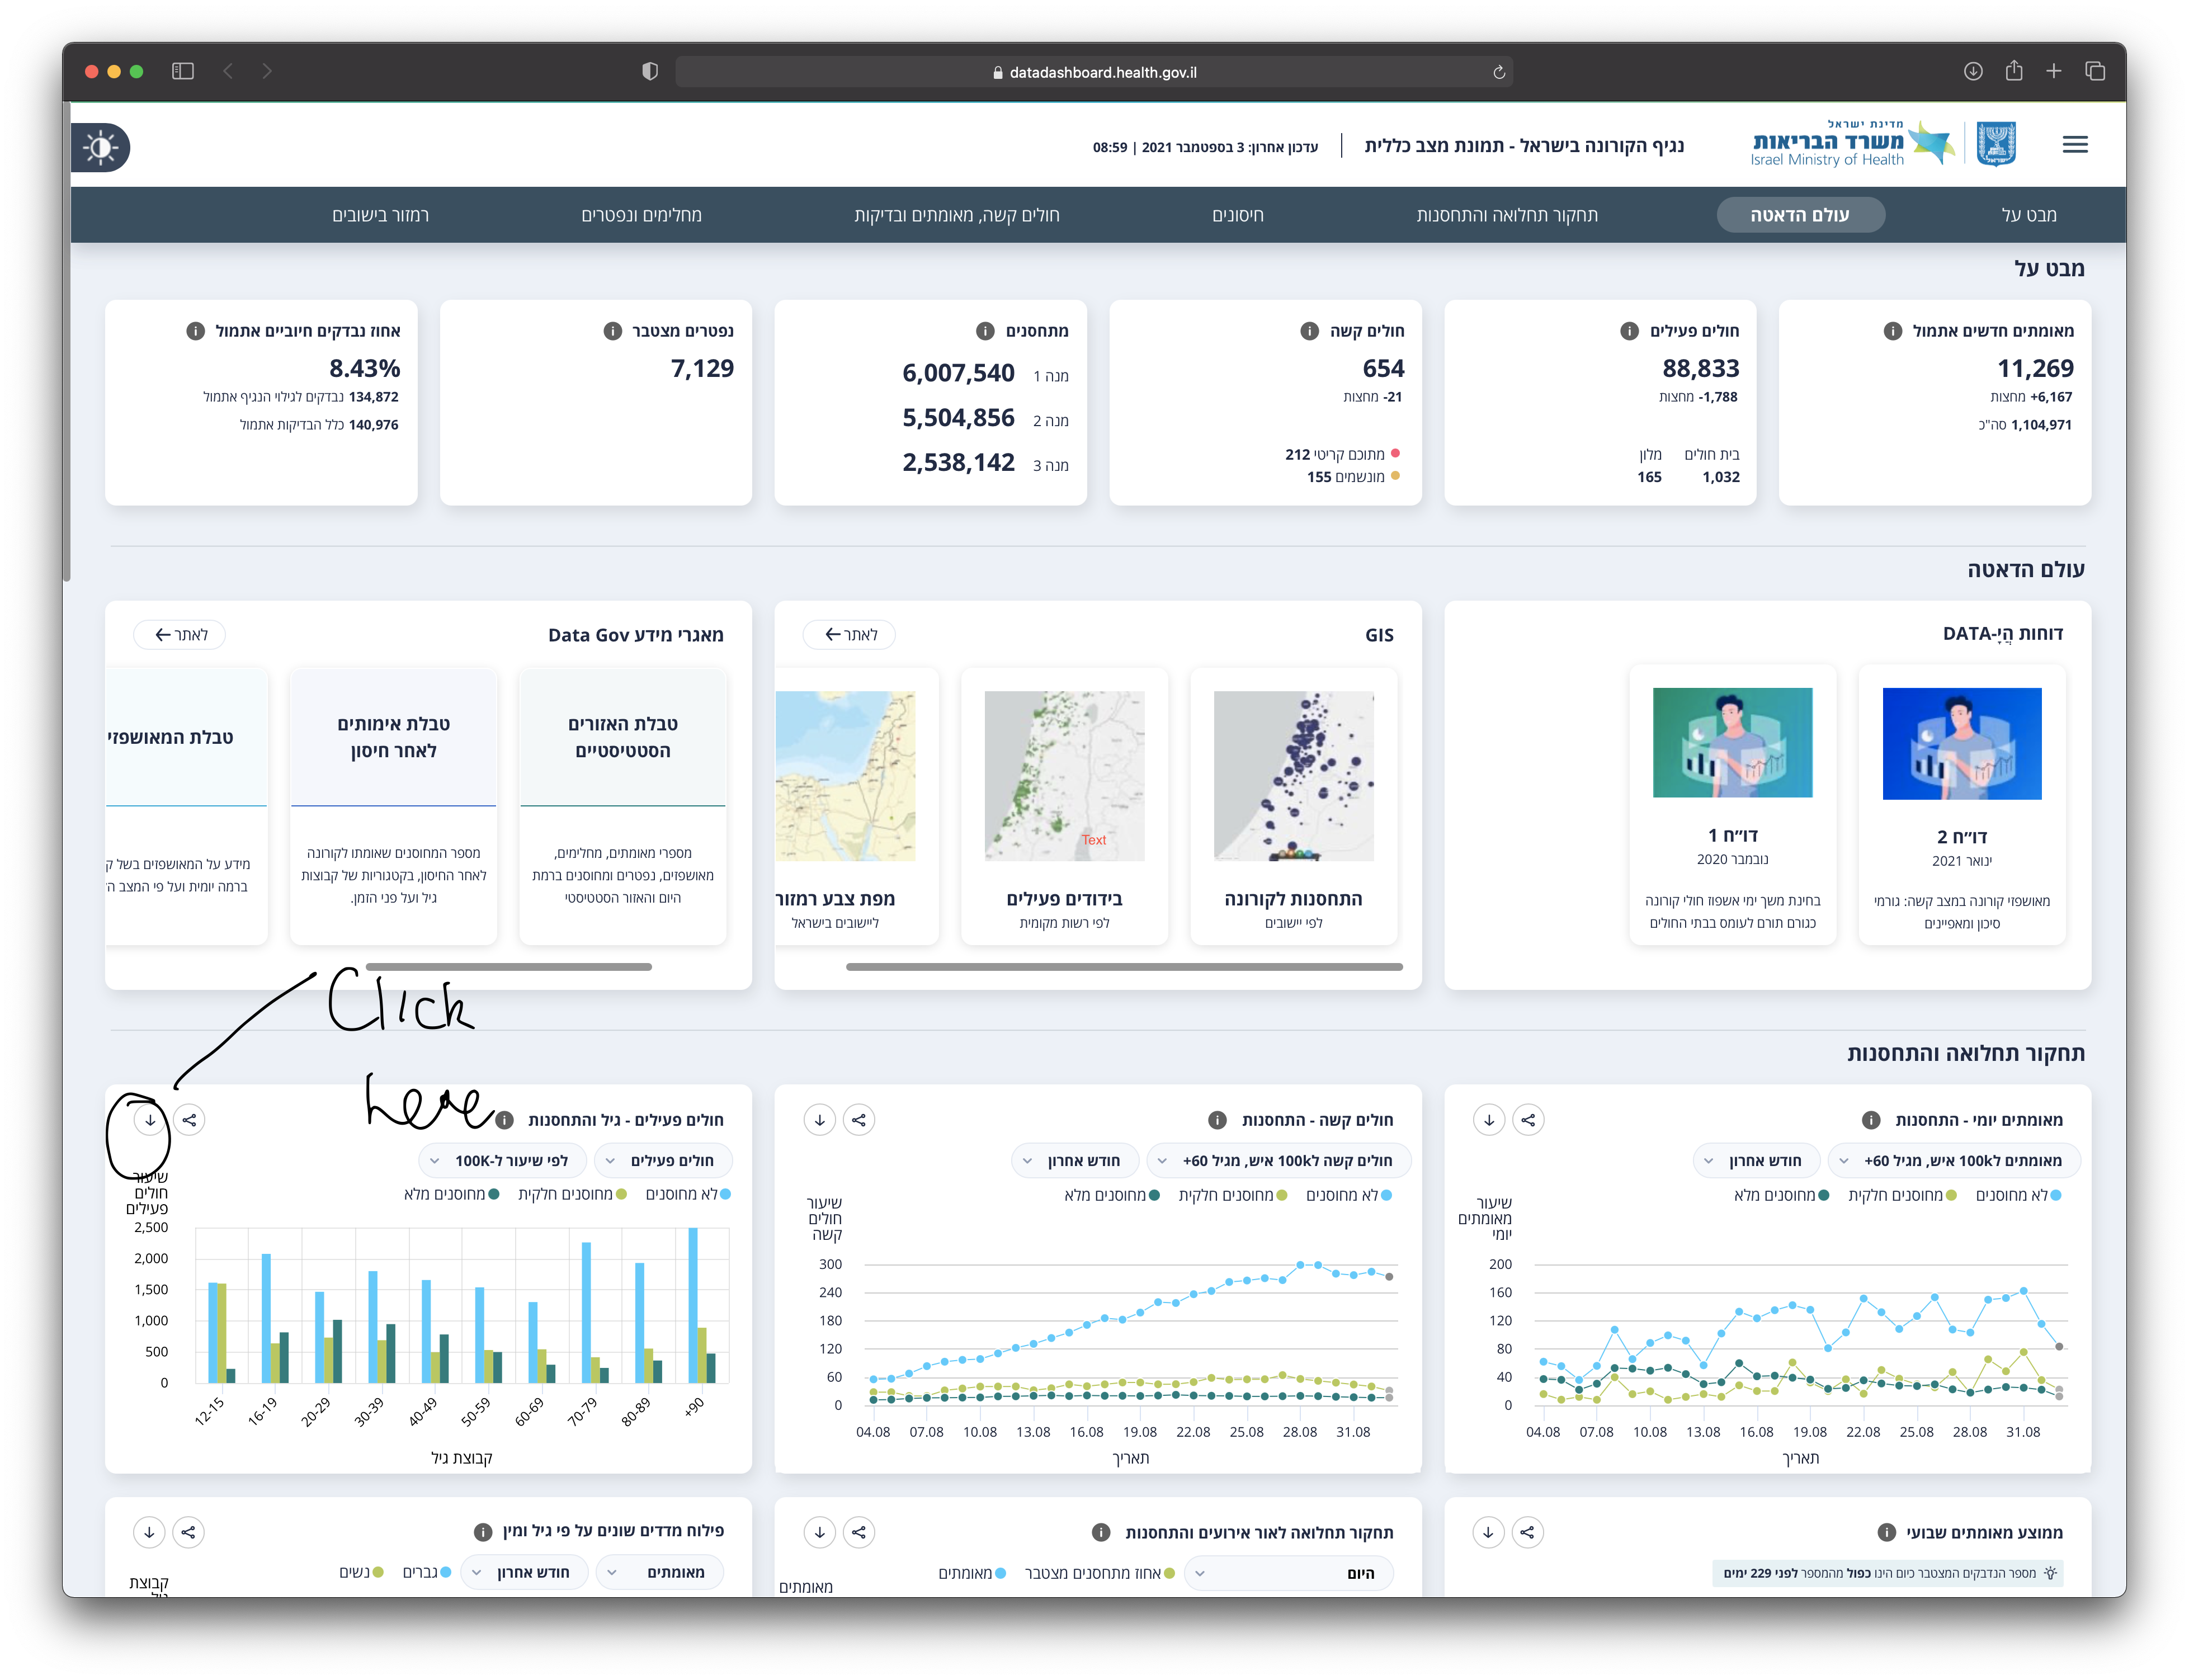 datadashboard.health.gov.il
מדינת ישראל
משרד הבריאות
Israel Ministry of Health
נגיף הקורונה בישראל - תמונת מצב כללית
עדכון אחרון: 3 בספטמבר 2021 | 08:59
מבט על
עולם הדאטה
תחקור תחלואה והתחסנות
חיסונים
חולים קשה, מאומתים ובדיקות
מחלימים ונפטרים
רמזור בישובים
מבט על
מאומתים חדשים אתמול
11,269
+6,167 מחצות
1,104,971 סה"כ
חולים פעילים
88,833
-1,788 מחצות
בית חולים
1,032
מלון
165
חולים קשה
654
-21 מחצות
מתוכם קריטי 212
מונשמים 155
מתחסנים
מנה 1 6,007,540
מנה 2 5,504,856
מנה 3 2,538,142
נפטרים מצטבר
7,129
אחוז נבדקים חיוביים אתמול
8.43%
134,872 נבדקים לגילוי הנגיף אתמול
140,976 כלל הבדיקות אתמול
עולם הדאטה
דוחות הֲיָ-DATA
דו״ח 2
ינואר 2021
מאושפזי קורונה במצב קשה: גורמי
סיכון ומאפיינים
דו״ח 1
נובמבר 2020
בחינת משך ימי אשפוז חולי קורונה
כגורם תורם לעומס בבתי החולים
GIS
לאתר
התחסנות לקורונה
לפי יישובים
Text
בידודים פעילים
לפי רשות מקומית
מפת צבע רמזור
ליישובים בישראל
מאגרי מידע Data Gov
לאתר
טבלת האזורים
הסטטיסטיים
מספרי מאומתים, מחלימים,
מאושפזים, נפטרים ומחוסנים ברמת
היום והאזור הסטטיסטי
טבלת אימותים
לאחר חיסון
מספר המחוסנים שאומתו לקורונה
לאחר החיסון, בקטגוריות של קבוצות
גיל ועל פני הזמן.
טבלת המאושפזי
מידע על המאושפזים בשל ק
ברמה יומית ועל פי המצב ה
Click
here
תחקור תחלואה והתחסנות
מאומתים יומי - התחסנות
מאומתים ל100k איש, מגיל 60+
חודש אחרון
לא מחוסנים
מחוסנים חלקית
מחוסנים מלא
שיעור
מאומתים
יומי
200
160
120
80
40
0
04.08 07.08 10.08 13.08 16.08 19.08 22.08 25.08 28.08 31.08
תאריך
חולים קשה - התחסנות
חולים קשה ל100k איש, מגיל 60+
חודש אחרון
לא מחוסנים
מחוסנים חלקית
מחוסנים מלא
שיעור
חולים
קשה
300
240
180
120
60
0
04.08 07.08 10.08 13.08 16.08 19.08 22.08 25.08 28.08 31.08
תאריך
חולים פעילים - גיל והתחסנות
חולים פעילים
לפי שיעור ל-100K
לא מחוסנים
מחוסנים חלקית
מחוסנים מלא
שיעור
חולים
פעילים
2,500
2,000
1,500
1,000
500
0
12-15 16-19 20-29 30-39 40-49 50-59 60-69 70-79 80-89 +90
קבוצת גיל
ממוצע מאומתים שבועי
מספר הנדבקים המצטבר כיום הינו כפול מהמספר לפני 229 ימים
תחקור תחלואה לאור אירועים והתחסנות
היום
אחוז מתחסנים מצטבר
מאומתים
מאומתים
פילוח מדדים שונים על פי גיל ומין
מאומתים
חודש אחרון
גברים
נשים
קבוצת